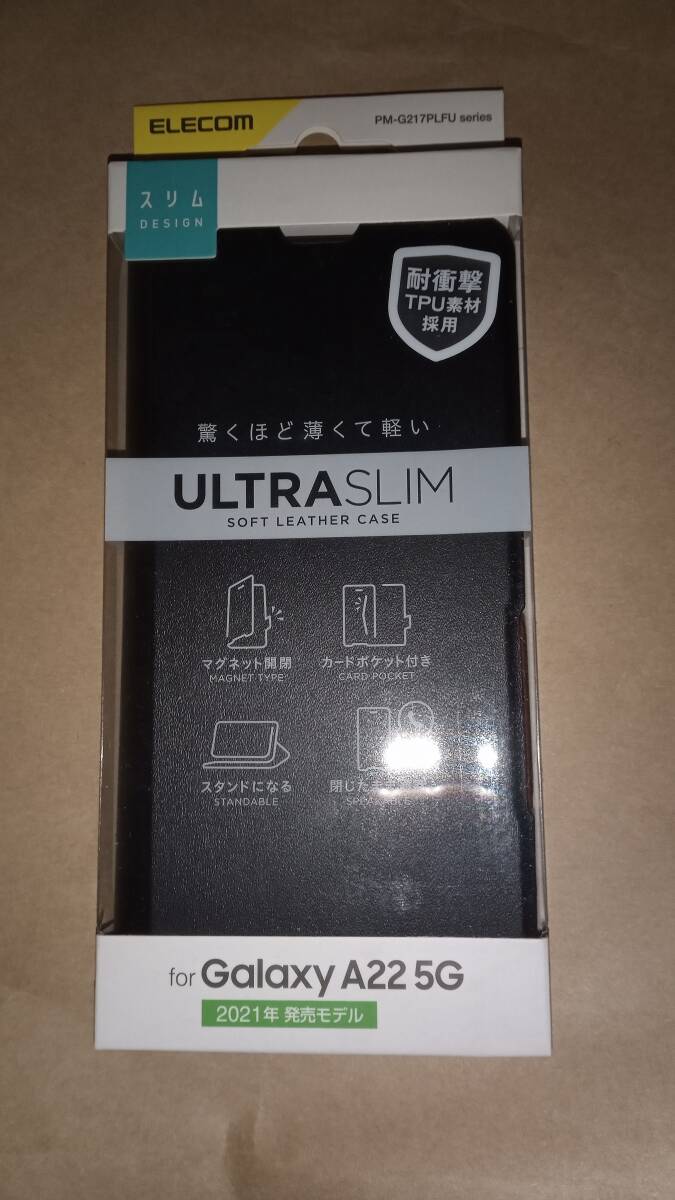 ELECOM
PM-G217PLFU series
スリム
DESIGN
耐衝撃
TPU素材
採用
驚くほど薄くて軽い
ULTRASLIM
SOFT LEATHER CASE
マグネット開閉
MAGNET TYPE
カードポケット付き
CARD POCKET
スタンドになる
STANDABLE
閉じた
for Galaxy A22 5G
2021年 発売モデル